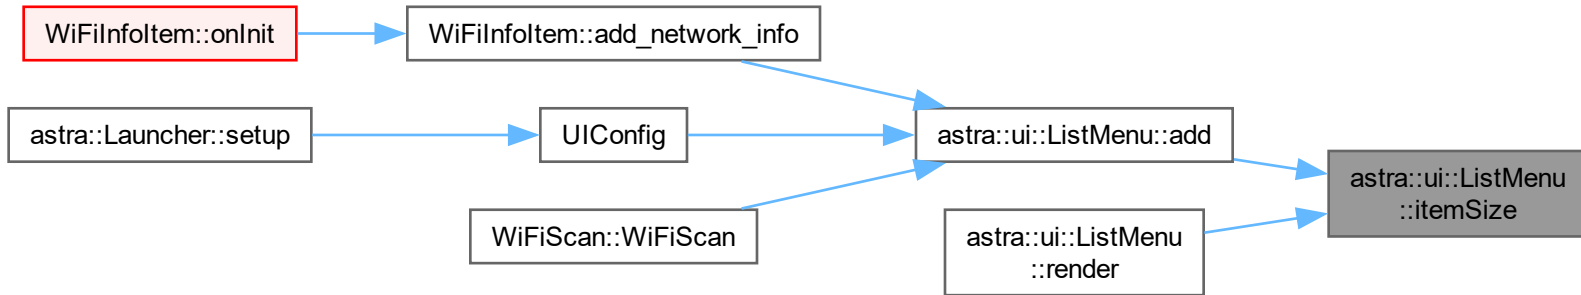 WiFiInfoItem::onInit
WiFiInfoItem::add_network_info
astra::Launcher::setup
UIConfig
astra::ui::ListMenu::add
astra::ui::ListMenu
::itemSize
WiFiScan::WiFiScan
astra::ui::ListMenu
::render